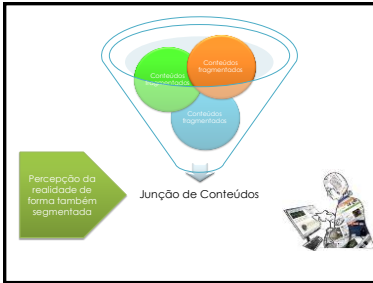 Conteúdos
fragmentados
Conteúdos
fragmentados
Conteúdos
fragmentados
Percepção da
realidade de
forma também
segmentada
Junção de Conteúdos